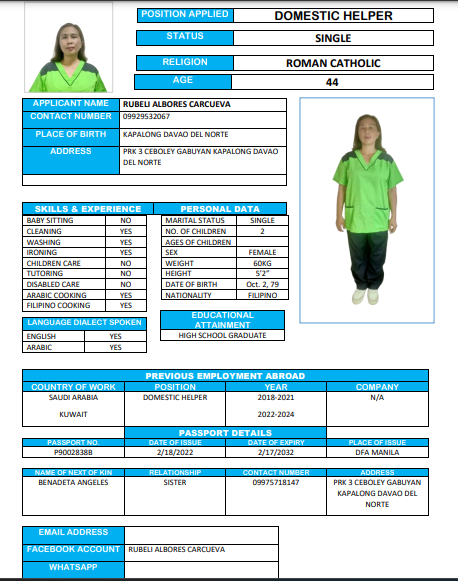 POSITION APPLIED DOMESTIC HELPER
STATUS SINGLE
RELIGION ROMAN CATHOLIC
AGE 44
APPLICANT NAME RUBELI ALBORES CARCUEVA
CONTACT NUMBER 09929532067
PLACE OF BIRTH KAPALONG DAVAO DEL NORTE
ADDRESS PRK 3 CEBOLEY GABUYAN KAPALONG DAVAO
DEL NORTE
SKILLS & EXPERIENCE PERSONAL DATA
BABY SITTING NO MARITAL STATUS SINGLE
CLEANING YES NO. OF CHILDREN 2
WASHING YES AGES OF CHILDREN
IRONING YES SEX FEMALE
CHILDREN CARE NO WEIGHT 60KG
TUTORING NO HEIGHT 5'2"
DISABLED CARE NO DATE OF BIRTH Oct. 2, 79
ARABIC COOKING YES NATIONALITY FILIPINO
FILIPINO COOKING YES
LANGUAGE DIALECT SPOKEN
ENGLISH YES
ARABIC YES
EDUCATIONAL
ATTAINMENT
HIGH SCHOOL GRADUATE
PREVIOUS EMPLOYMENT ABROAD
COUNTRY OF WORK POSITION YEAR COMPANY
SAUDI ARABIA DOMESTIC HELPER 2018-2021 N/A
KUWAIT 2022-2024
PASSPORT DETAILS
PASSPORT NO. DATE OF ISSUE DATE OF EXPIRY PLACE OF ISSUE
P9002838B 2/18/2022 2/17/2032 DFA MANILA
NAME OF NEXT OF KIN RELATIONSHIP CONTACT NUMBER ADDRESS
BENADETA ANGELES SISTER 09975718147 PRK 3 CEBOLEY GABUYAN
KAPALONG DAVAO DEL
NORTE
EMAIL ADDRESS
FACEBOOK ACCOUNT RUBELI ALBORES CARCUEVA
WHATSAPP